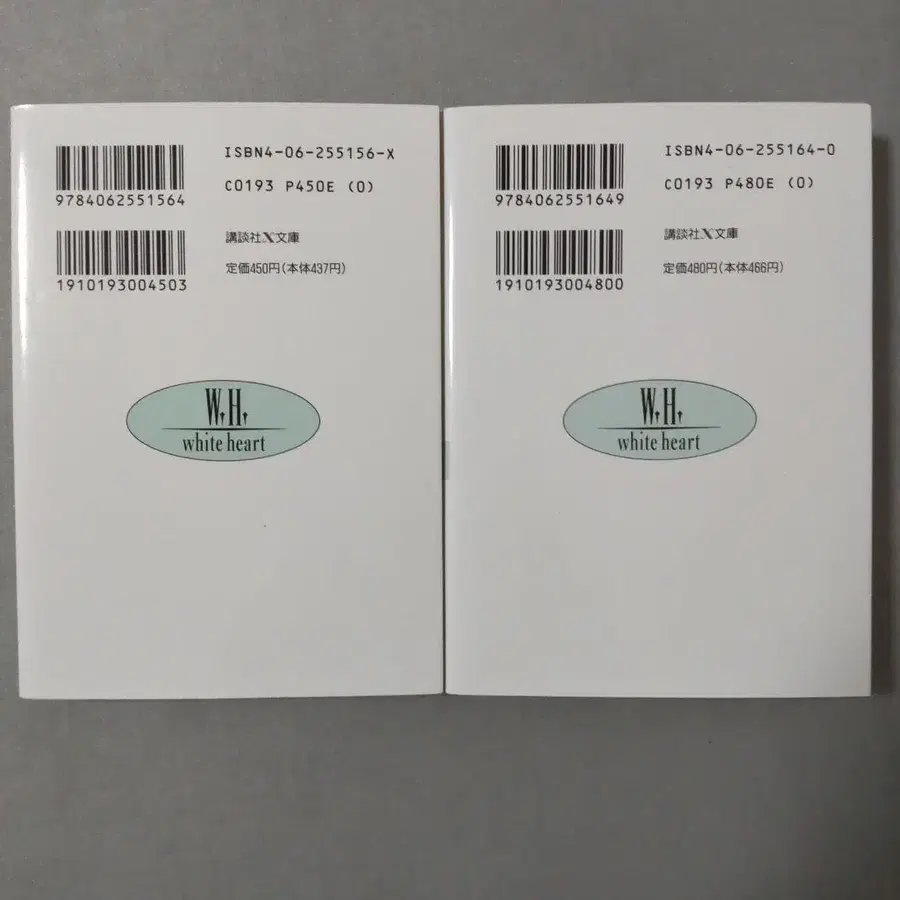 ISBN4-06-255156-X
9784062551564
C0193 P450E (0)
講談社X文庫
定価450円(本体437円)
1910193004503
W.H.
white heart
ISBN4-06-255164-0
9784062551649
C0193 P480E (0)
講談社X文庫
定価480円(本体466円)
1910193004800
W.H.
white heart